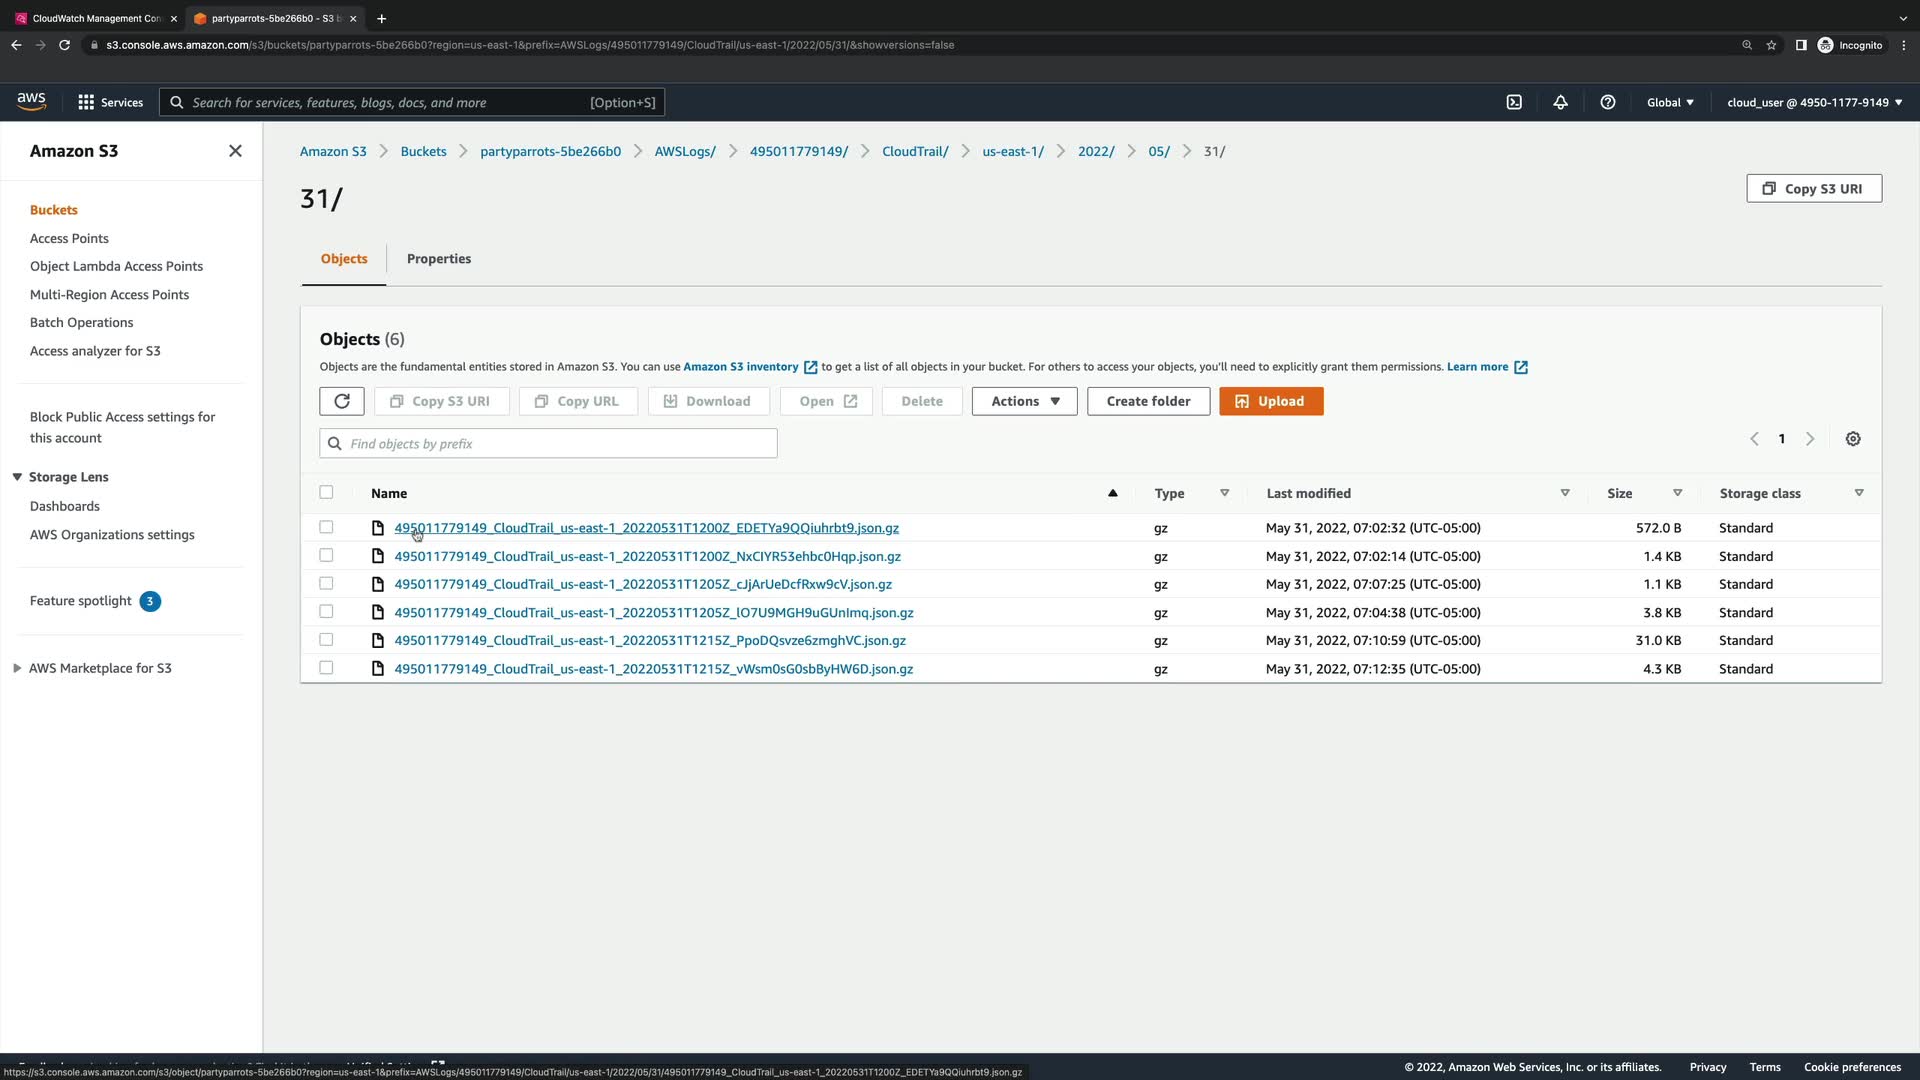 CloudWatch Management Con
partyparrots-5be266b0 - S3 b
s3.console.aws.amazon.com/s3/buckets/partyparrots-5be266b0?region=us-east-1&prefix=AWSLogs/495011779149/CloudTrail/us-east-1/2022/05/31/&showversions=false
Incognito
aws
Services
Search for services, features, blogs, docs, and more
[Option+S]
Global
cloud_user @ 4950-1177-9149
Amazon S3
Buckets
Access Points
Object Lambda Access Points
Multi-Region Access Points
Batch Operations
Access analyzer for S3
Block Public Access settings for
this account
Storage Lens
Dashboards
AWS Organizations settings
Feature spotlight 3
AWS Marketplace for S3
Amazon S3 > Buckets > partyparrots-5be266b0 > AWSLogs/ > 495011779149/ > CloudTrail/ > us-east-1/ > 2022/ > 05/ > 31/
31/
Copy S3 URI
Objects
Properties
Objects (6)
Objects are the fundamental entities stored in Amazon S3. You can use Amazon S3 inventory to get a list of all objects in your bucket. For others to access your objects, you'll need to explicitly grant them permissions. Learn more
Copy S3 URI
Copy URL
Download
Open
Delete
Actions
Create folder
Upload
Find objects by prefix
1
Name Type Last modified Size Storage class
495011779149_CloudTrail_us-east-1_20220531T1200Z_EDETYa9QQiuhrbt9.json.gz gz May 31, 2022, 07:02:32 (UTC-05:00) 572.0 B Standard
495011779149_CloudTrail_us-east-1_20220531T1200Z_NxCIYR53ehbc0Hqp.json.gz gz May 31, 2022, 07:02:14 (UTC-05:00) 1.4 KB Standard
495011779149_CloudTrail_us-east-1_20220531T1205Z_cJjArUeDcfRxw9cV.json.gz gz May 31, 2022, 07:07:25 (UTC-05:00) 1.1 KB Standard
495011779149_CloudTrail_us-east-1_20220531T1205Z_lO7U9MGH9uGUnImq.json.gz gz May 31, 2022, 07:04:38 (UTC-05:00) 3.8 KB Standard
495011779149_CloudTrail_us-east-1_20220531T1215Z_PpoDQsvze6zmghVC.json.gz gz May 31, 2022, 07:10:59 (UTC-05:00) 31.0 KB Standard
495011779149_CloudTrail_us-east-1_20220531T1215Z_vWsm0sG0sbByHW6D.json.gz gz May 31, 2022, 07:12:35 (UTC-05:00) 4.3 KB Standard
© 2022, Amazon Web Services, Inc. or its affiliates. Privacy Terms Cookie preferences
https://s3.console.aws.amazon.com/s3/object/partyparrots-5be266b0?region=us-east-1&prefix=AWSLogs/495011779149/CloudTrail/us-east-1/2022/05/31/495011779149_CloudTrail_us-east-1_20220531T1200Z_EDETYa9QQiuhrbt9.json.gz